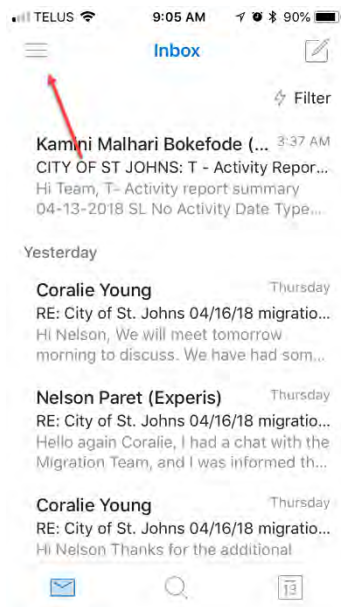 TELUS 9:05 AM 90%
Inbox
Filter
Kamini Malhari Bokefode (... 3:37 AM
CITY OF ST JOHNS: T - Activity Repor...
Hi Team, T– Activity report summary
04-13-2018 SL No Activity Date Type...
Yesterday
Coralie Young Thursday
RE: City of St. Johns 04/16/18 migratio...
Hi Nelson, We will meet tomorrow
morning to discuss. We have had som...
Nelson Paret (Experis) Thursday
RE: City of St. Johns 04/16/18 migratio...
Hello again Coralie, I had a chat with the
Migration Team, and I was informed th...
Coralie Young Thursday
RE: City of St. Johns 04/16/18 migratio...
Hi Nelson Thanks for the additional
13